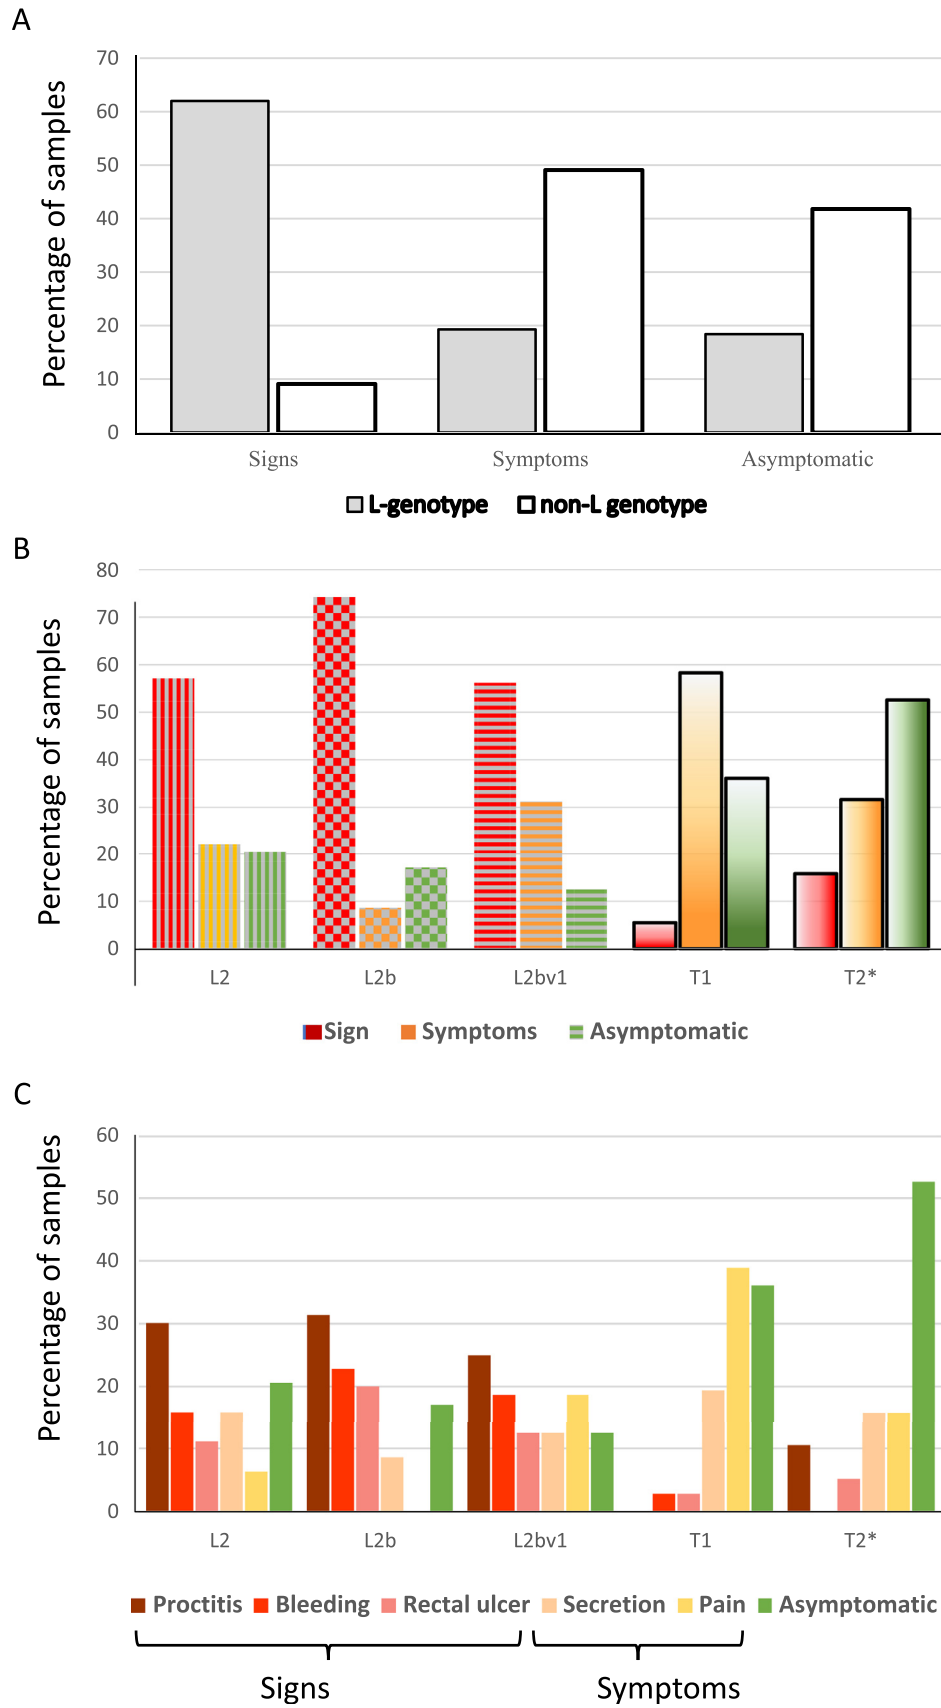 A
Percentage of samples
70
60
50
40
30
20
10
0
Signs Symptoms Asymptomatic
L-genotype non-L genotype
B
Percentage of samples
80
70
60
50
40
30
20
10
0
L2 L2b L2bv1 T1 T2*
Sign Symptoms Asymptomatic
C
Percentage of samples
60
50
40
30
20
10
0
L2 L2b L2bv1 T1 T2*
Proctitis Bleeding Rectal ulcer Secretion Pain Asymptomatic
Signs Symptoms